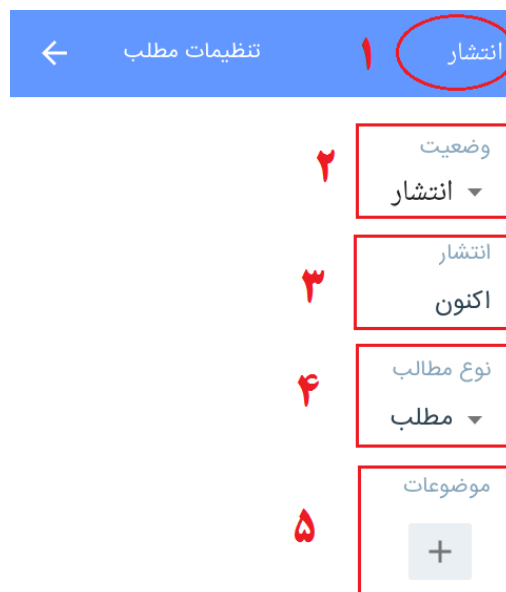 انتشار ۱ تنظیمات مطلب
وضعیت
۲
انتشار
انتشار
۳
اکنون
نوع مطالب
۴
مطلب
موضوعات
۵
+